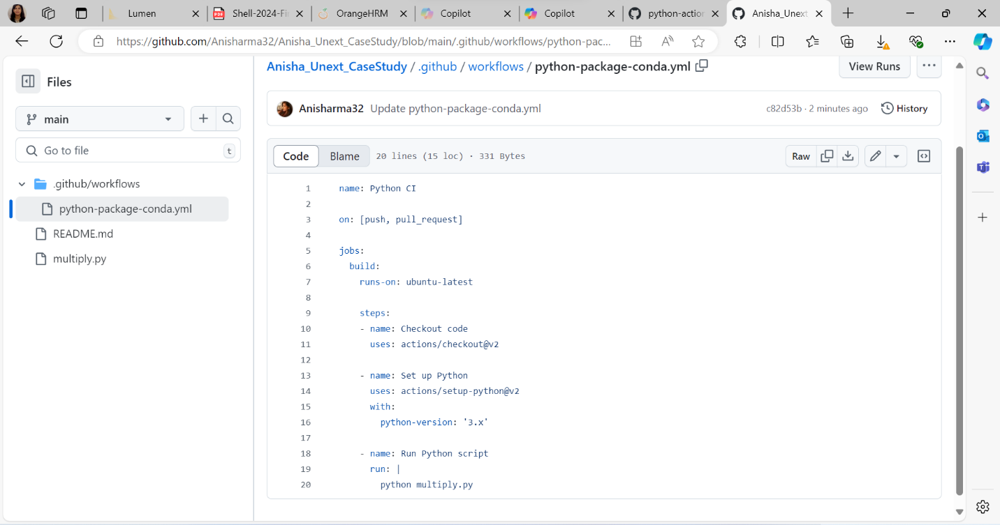 Lumen
Shell-2024-Fi
OrangeHRM
Copilot
Copilot
python-action
Anisha_Unext
https://github.com/Anisharma32/Anisha_Unext_CaseStudy/blob/main/.github/workflows/python-pac...
Files
Anisha_Unext_CaseStudy / .github / workflows / python-package-conda.yml
View Runs
main
Anisharma32 Update python-package-conda.yml
c82d53b · 2 minutes ago
History
Go to file
t
Code Blame 20 lines (15 loc) · 331 Bytes
Raw
.github/workflows
python-package-conda.yml
README.md
multiply.py
1 name: Python CI
2
3 on: [push, pull_request]
4
5 jobs:
6 build:
7 runs-on: ubuntu-latest
8
9 steps:
10 - name: Checkout code
11 uses: actions/checkout@v2
12
13 - name: Set up Python
14 uses: actions/setup-python@v2
15 with:
16 python-version: '3.x'
17
18 - name: Run Python script
19 run: |
20 python multiply.py